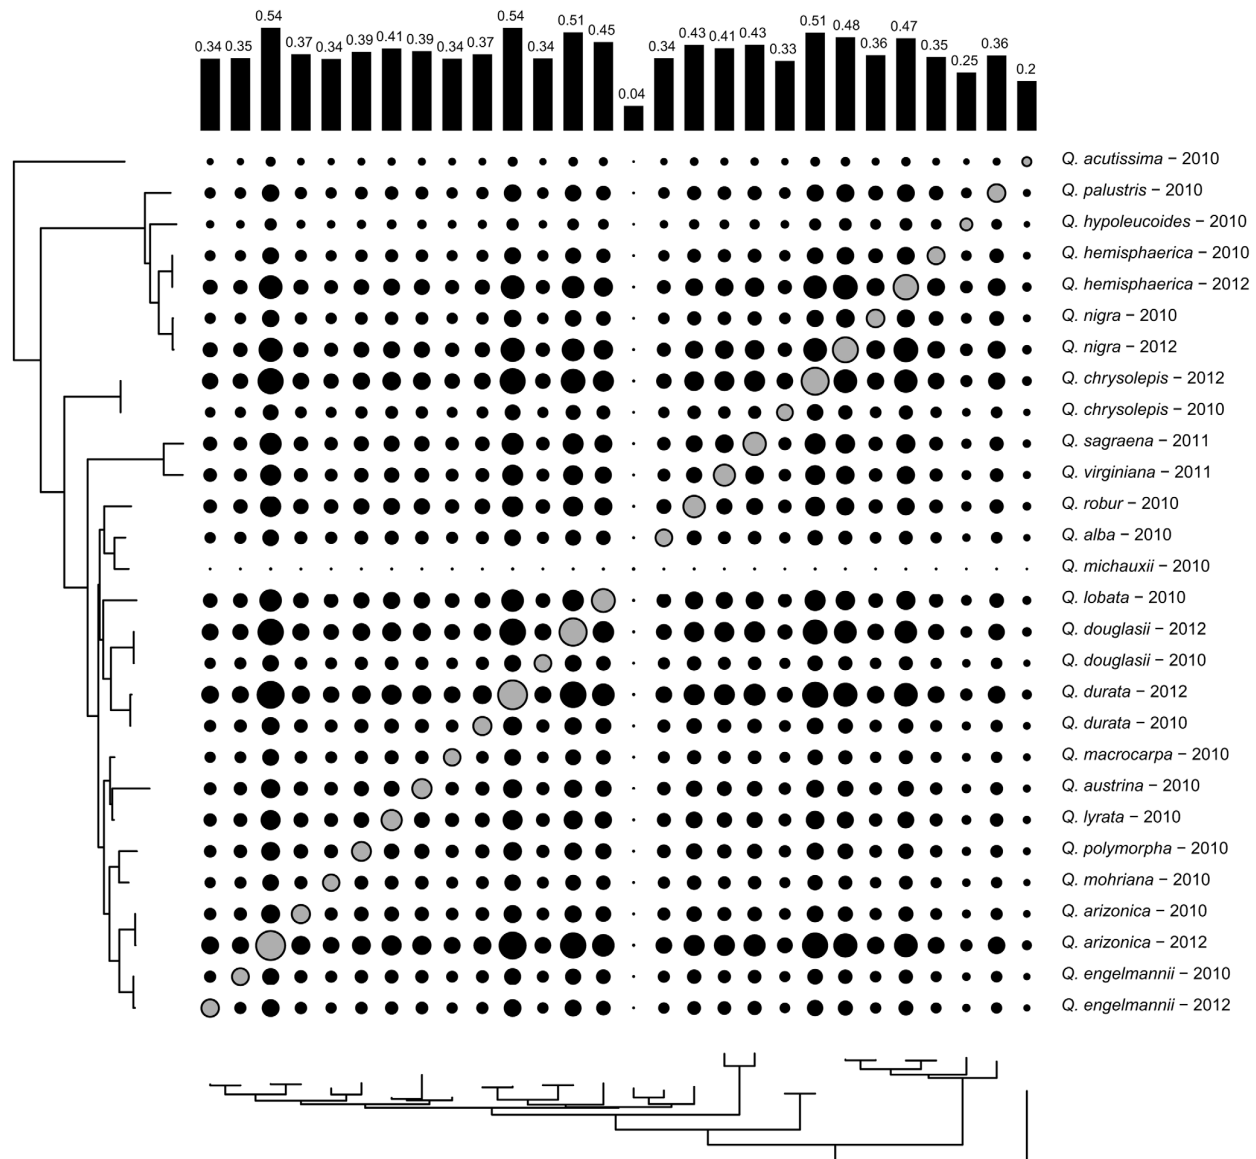 0.34 0.35 0.54 0.37 0.34 0.39 0.41 0.39 0.34 0.37 0.54 0.34 0.51 0.45 0.04 0.34 0.43 0.41 0.43 0.33 0.51 0.48 0.36 0.47 0.35 0.25 0.36 0.2
Q. acutissima − 2010
Q. palustris − 2010
Q. hypoleucoides − 2010
Q. hemisphaerica − 2010
Q. hemisphaerica − 2012
Q. nigra − 2010
Q. nigra − 2012
Q. chrysolepis − 2012
Q. chrysolepis − 2010
Q. sagraena − 2011
Q. virginiana − 2011
Q. robur − 2010
Q. alba − 2010
Q. michauxii − 2010
Q. lobata − 2010
Q. douglasii − 2012
Q. douglasii − 2010
Q. durata − 2012
Q. durata − 2010
Q. macrocarpa − 2010
Q. austrina − 2010
Q. lyrata − 2010
Q. polymorpha − 2010
Q. mohriana − 2010
Q. arizonica − 2010
Q. arizonica − 2012
Q. engelmannii − 2010
Q. engelmannii − 2012